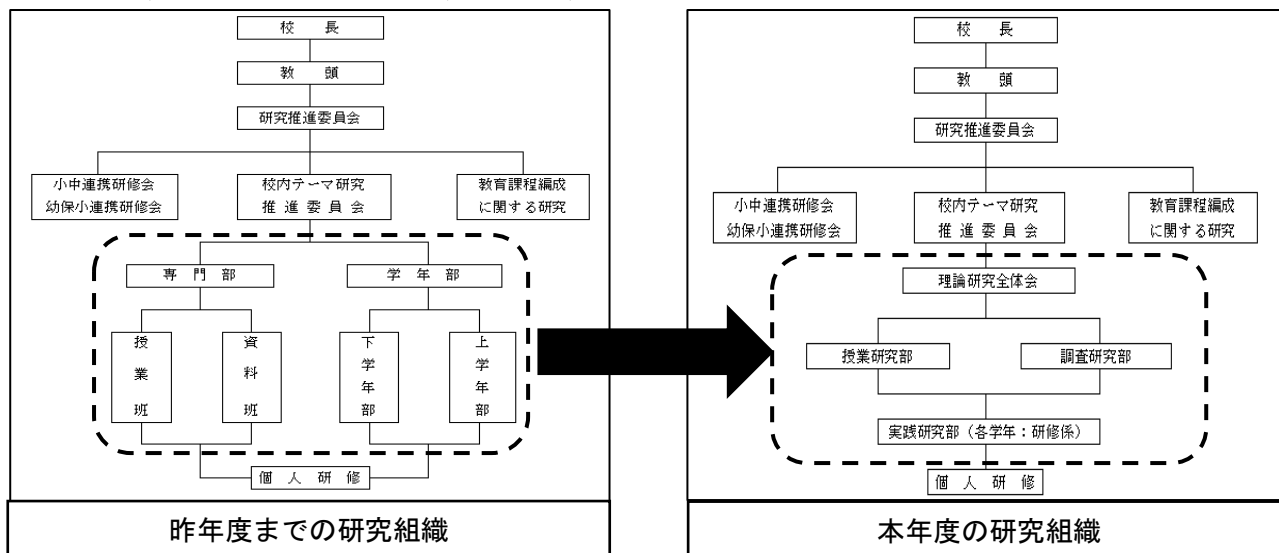 校長
教頭
研究推進委員会
小中連携研修会
幼保小連携研修会
校内テーマ研究
推進委員会
教育課程編成
に関する研究
専門部
学年部
授業班
資料班
下学年部
上学年部
個人研修
昨年度までの研究組織
校長
教頭
研究推進委員会
小中連携研修会
幼保小連携研修会
校内テーマ研究
推進委員会
教育課程編成
に関する研究
理論研究全体会
授業研究部
調査研究部
実践研究部（各学年：研修係）
個人研修
本年度の研究組織